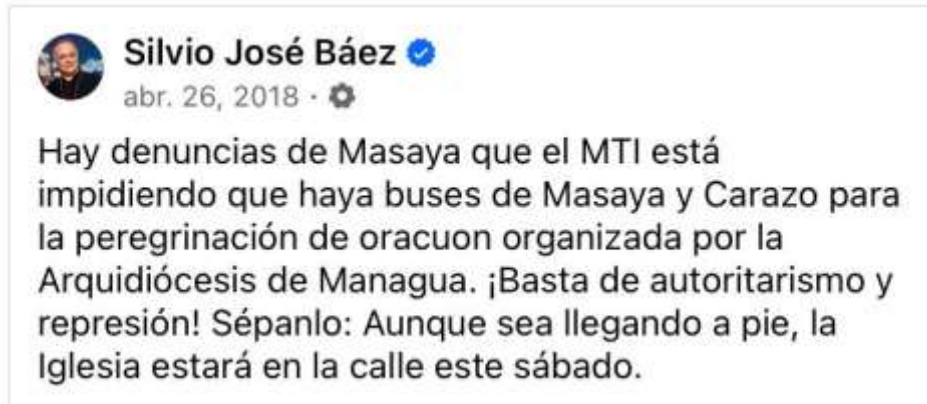 Silvio José Báez
abr. 26, 2018 ·
Hay denuncias de Masaya que el MTI está
impidiendo que haya buses de Masaya y Carazo para
la peregrinación de oracuon organizada por la
Arquidiócesis de Managua. ¡Basta de autoritarismo y
represión! Sépanlo: Aunque sea llegando a pie, la
Iglesia estará en la calle este sábado.